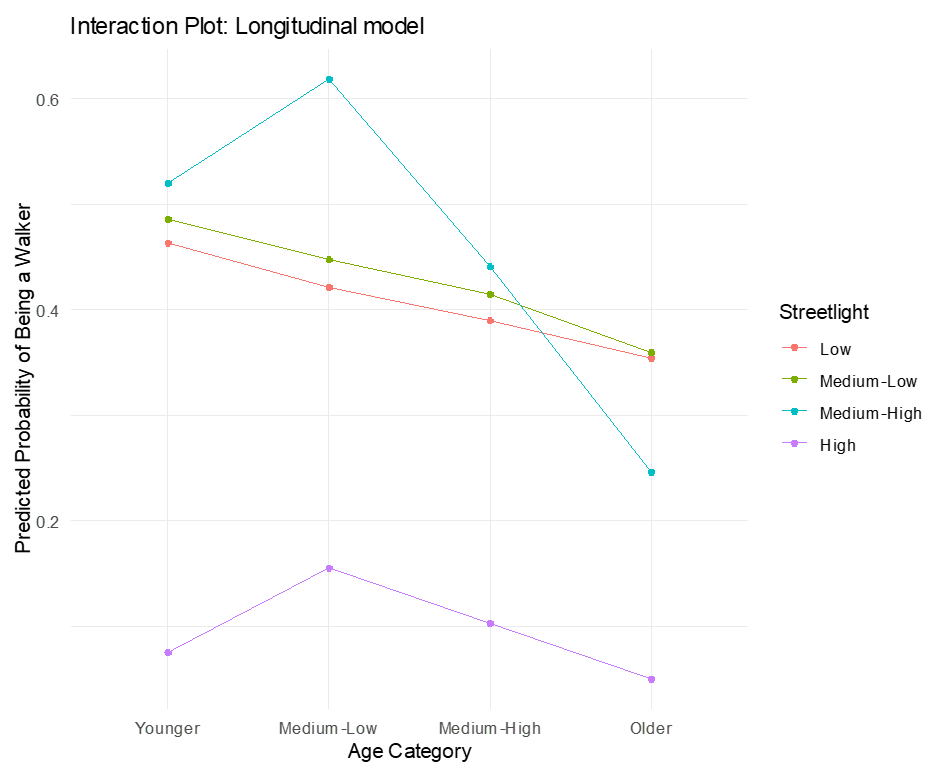 Interaction Plot: Longitudinal model
Predicted Probability of Being a Walker
0.6
0.4
0.2
Younger
Medium-Low
Medium-High
Older
Age Category
Streetlight
Low
Medium-Low
Medium-High
High